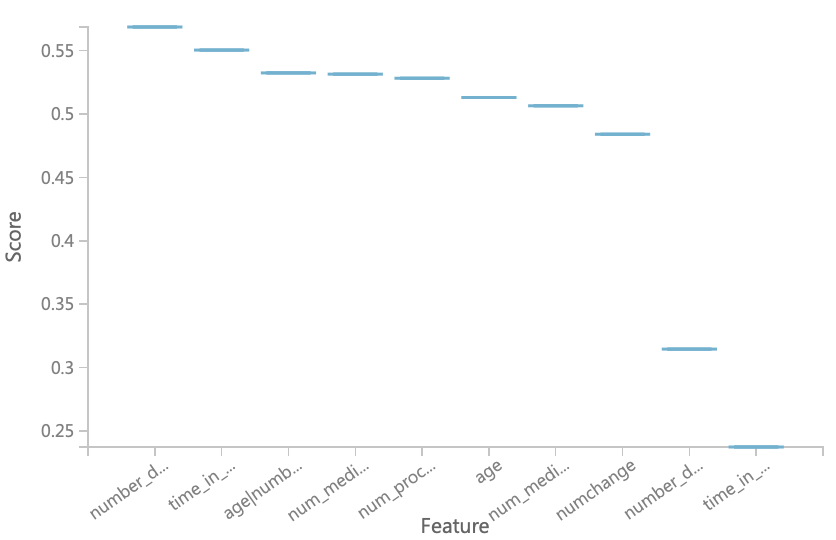 0.55
0.5
0.45
0.4
0.35
0.3
0.25
Score
number_d...
time_in_...
age|numb...
num_medi...
num_proc...
age
num_medi...
numchange
number_d...
time_in_...
Feature